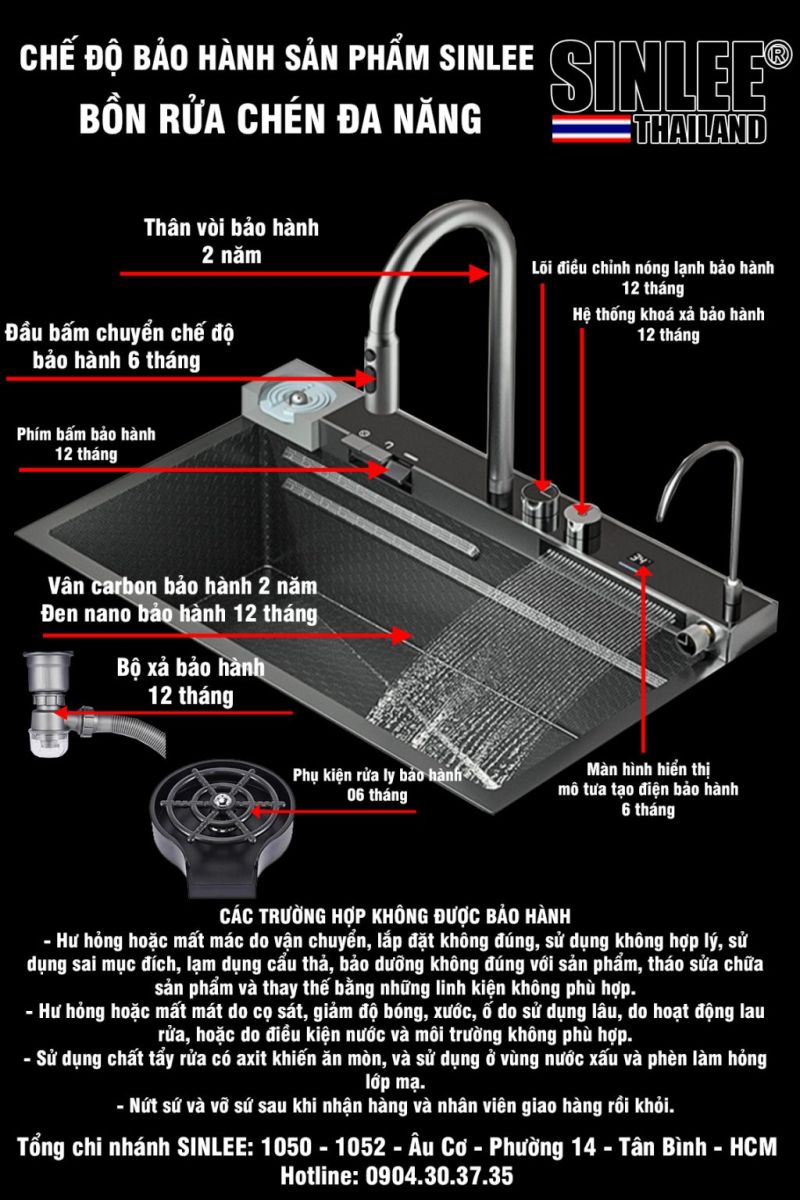 CHẾ ĐỘ BẢO HÀNH SẢN PHẨM SINLEE
BỒN RỬA CHÉN ĐA NĂNG
SINLEE®
THAILAND
Thân vòi bảo hành
2 năm
Lõi điều chỉnh nóng lạnh bảo hành
12 tháng
Hệ thống khoá xả bảo hành
12 tháng
Đầu bấm chuyển chế độ
bảo hành 6 tháng
Phím bấm bảo hành
12 tháng
34
Vân carbon bảo hành 2 năm
Đen nano bảo hành 12 tháng
Bộ xả bảo hành
12 tháng
Phụ kiện rửa ly bảo hành
06 tháng
Màn hình hiển thị
mô tưa tạo điện bảo hành
6 tháng
CÁC TRƯỜNG HỢP KHÔNG ĐƯỢC BẢO HÀNH
- Hư hỏng hoặc mất mác do vận chuyển, lắp đặt không đúng, sử dụng không hợp lý, sử
dụng sai mục đích, lạm dụng cẩu thả, bảo dưỡng không đúng với sản phẩm, tháo sửa chữa
sản phẩm và thay thế bằng những linh kiện không phù hợp.
- Hư hỏng hoặc mất mát do cọ sát, giảm độ bóng, xước, ố do sử dụng lâu, do hoạt động lau
rửa, hoặc do điều kiện nước và môi trường không phù hợp.
- Sử dụng chất tẩy rửa có axit khiến ăn mòn, và sử dụng ở vùng nước xấu và phèn làm hỏng
lớp mạ.
- Nứt sứ và vỡ sứ sau khi nhận hàng và nhân viên giao hàng rồi khỏi.
Tổng chi nhánh SINLEE: 1050 - 1052 - Âu Cơ - Phường 14 - Tân Bình - HCM
Hotline: 0904.30.37.35